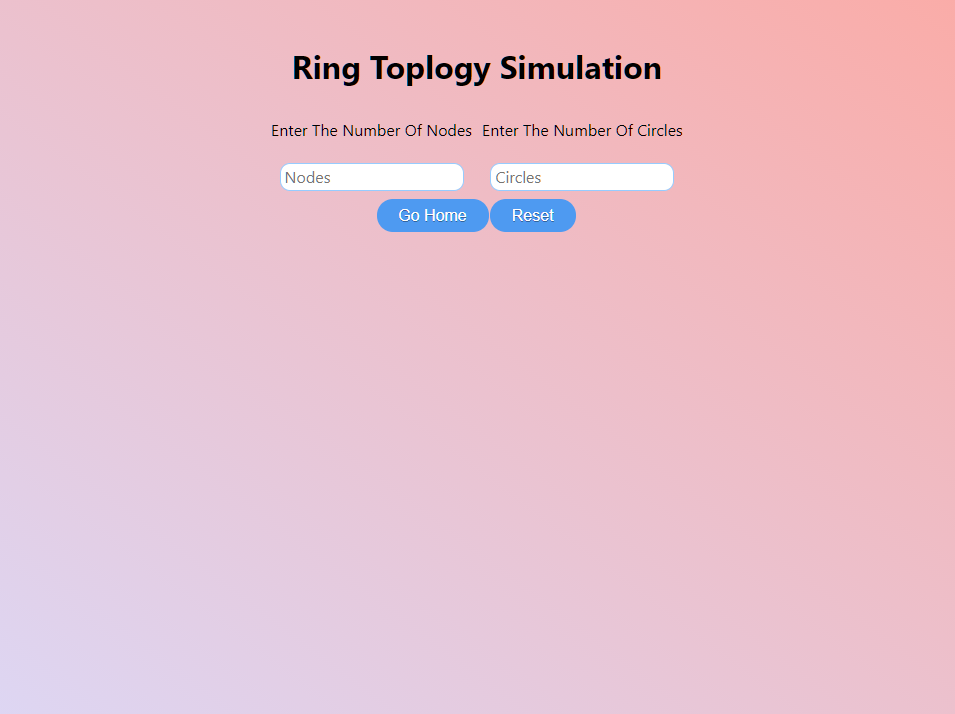 Ring Toplogy Simulation
Enter The Number Of Nodes Enter The Number Of Circles
Nodes Circles
Go Home Reset